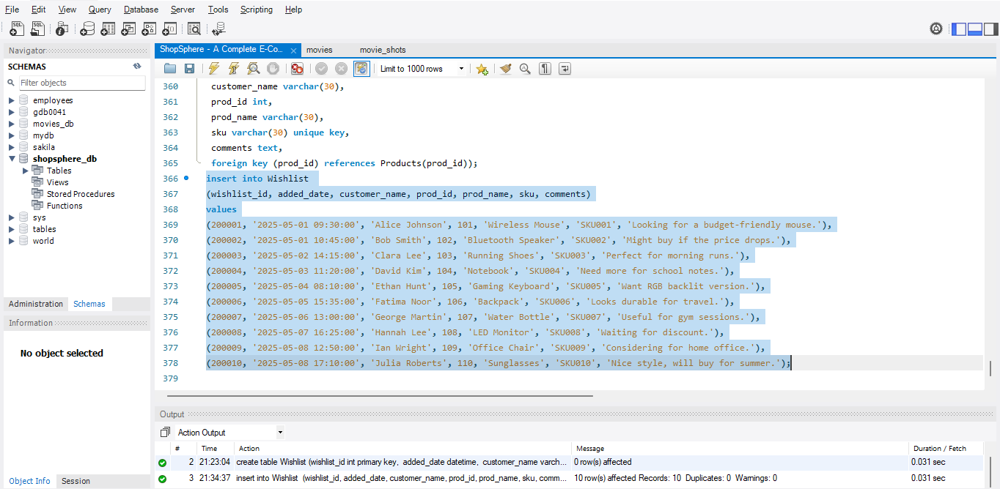 File Edit View Query Database Server Tools Scripting Help
Navigator
SCHEMAS
Filter objects
employees
gdb0041
movies_db
mydb
sakila
shopsphere_db
Tables
Views
Stored Procedures
Functions
sys
tables
world
Administration Schemas
Information
No object selected
Object Info Session
ShopSphere - A Complete E-Co... movies movie_shots
Limit to 1000 rows
360 customer_name varchar(30),
361 prod_id int,
362 prod_name varchar(30),
363 sku varchar(30) unique key,
364 comments text,
365 foreign key (prod_id) references Products(prod_id));
366 insert into Wishlist
367 (wishlist_id, added_date, customer_name, prod_id, prod_name, sku, comments)
368 values
369 (200001, '2025-05-01 09:30:00', 'Alice Johnson', 101, 'Wireless Mouse', 'SKU001', 'Looking for a budget-friendly mouse.'),
370 (200002, '2025-05-01 10:45:00', 'Bob Smith', 102, 'Bluetooth Speaker', 'SKU002', 'Might buy if the price drops.'),
371 (200003, '2025-05-02 14:15:00', 'Clara Lee', 103, 'Running Shoes', 'SKU003', 'Perfect for morning runs.'),
372 (200004, '2025-05-03 11:20:00', 'David Kim', 104, 'Notebook', 'SKU004', 'Need more for school notes.'),
373 (200005, '2025-05-04 08:10:00', 'Ethan Hunt', 105, 'Gaming Keyboard', 'SKU005', 'Want RGB backlit version.'),
374 (200006, '2025-05-05 15:35:00', 'Fatima Noor', 106, 'Backpack', 'SKU006', 'Looks durable for travel.'),
375 (200007, '2025-05-06 13:00:00', 'George Martin', 107, 'Water Bottle', 'SKU007', 'Useful for gym sessions.'),
376 (200008, '2025-05-07 16:25:00', 'Hannah Lee', 108, 'LED Monitor', 'SKU008', 'Waiting for discount.'),
377 (200009, '2025-05-08 12:50:00', 'Ian Wright', 109, 'Office Chair', 'SKU009', 'Considering for home office.'),
378 (200010, '2025-05-08 17:10:00', 'Julia Roberts', 110, 'Sunglasses', 'SKU010', 'Nice style, will buy for summer.');
379
Output
Action Output
# Time Action Message Duration / Fetch
2 21:23:04 create table Wishlist (wishlist_id int primary key, added_date datetime, customer_name varch... 0 row(s) affected 0.031 sec
3 21:34:37 insert into Wishlist (wishlist_id, added_date, customer_name, prod_id, prod_name, sku, comm... 10 row(s) affected Records: 10 Duplicates: 0 Warnings: 0 0.031 sec